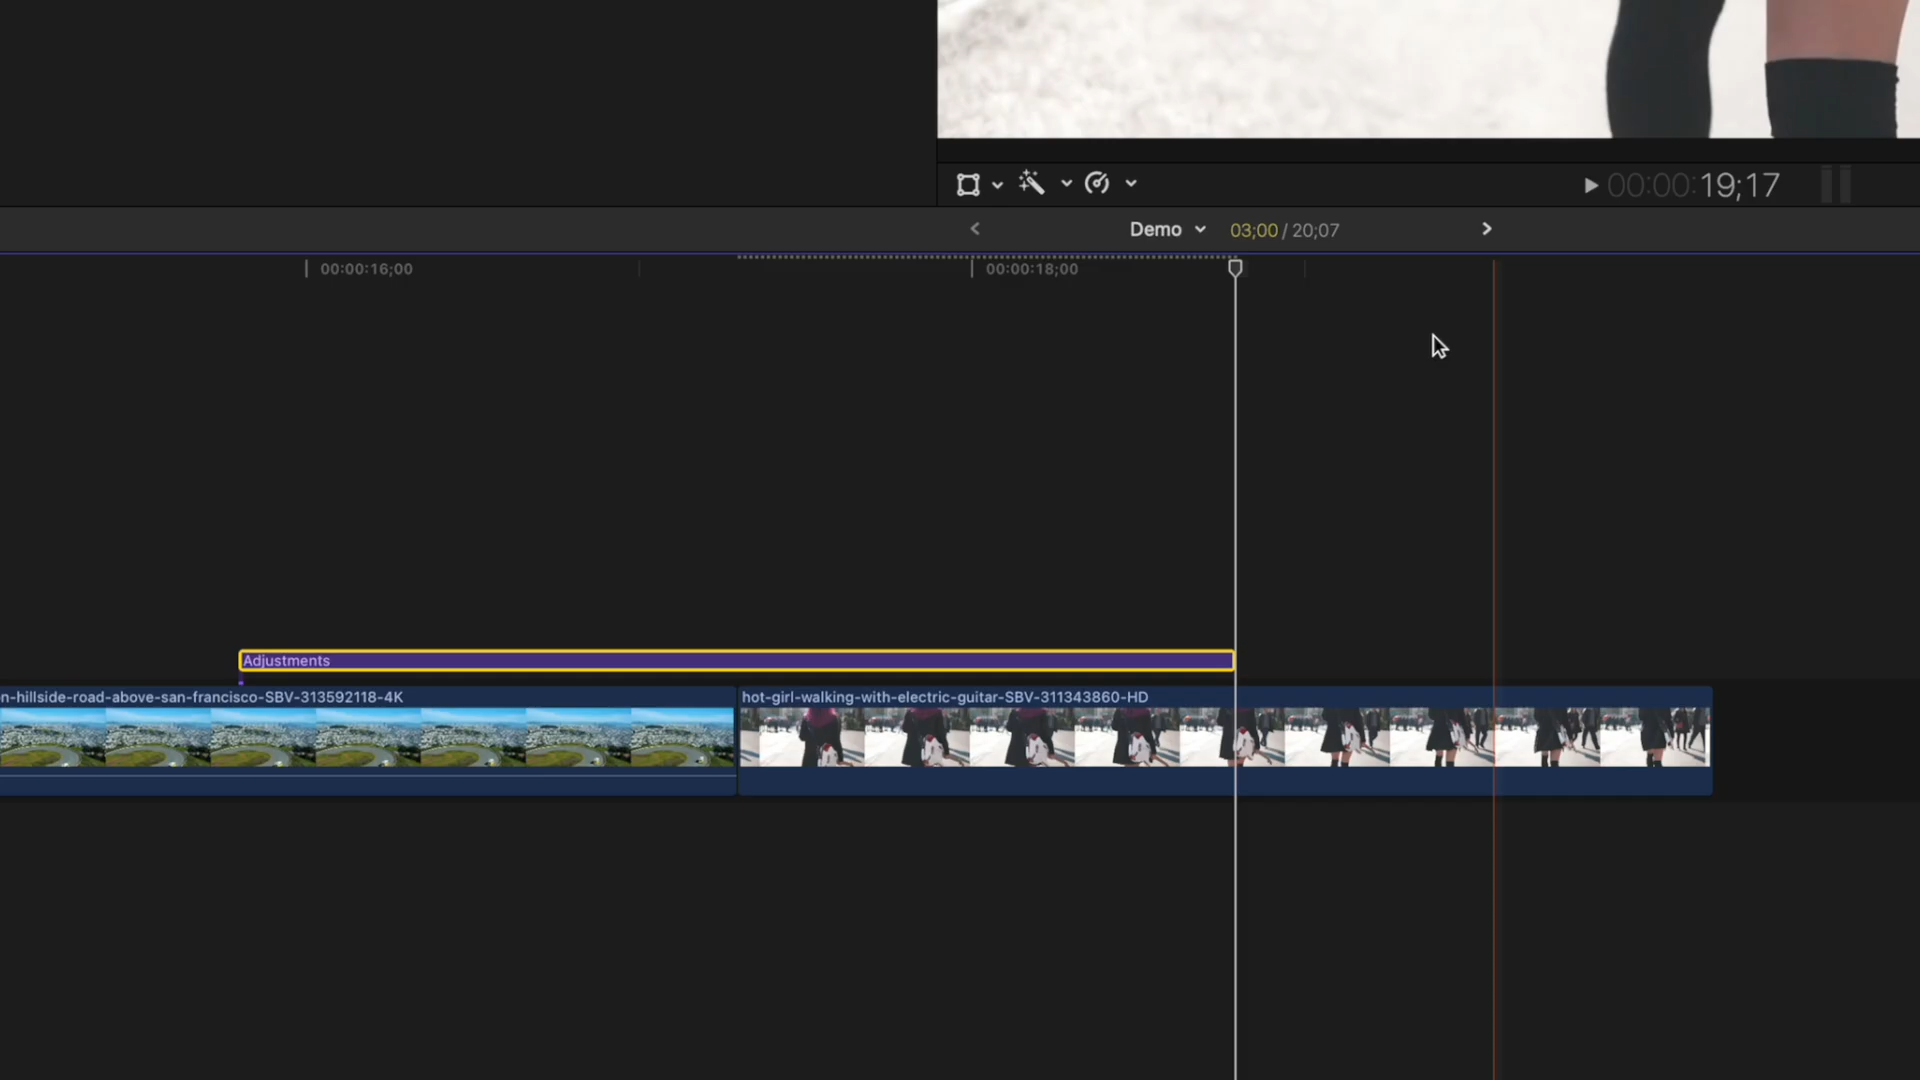 00:00:19;17
Demo 03;00 / 20;07
00:00:16;00
00:00:18;00
Adjustments
n-hillside-road-above-san-francisco-SBV-313592118-4K
hot-girl-walking-with-electric-guitar-SBV-311343860-HD